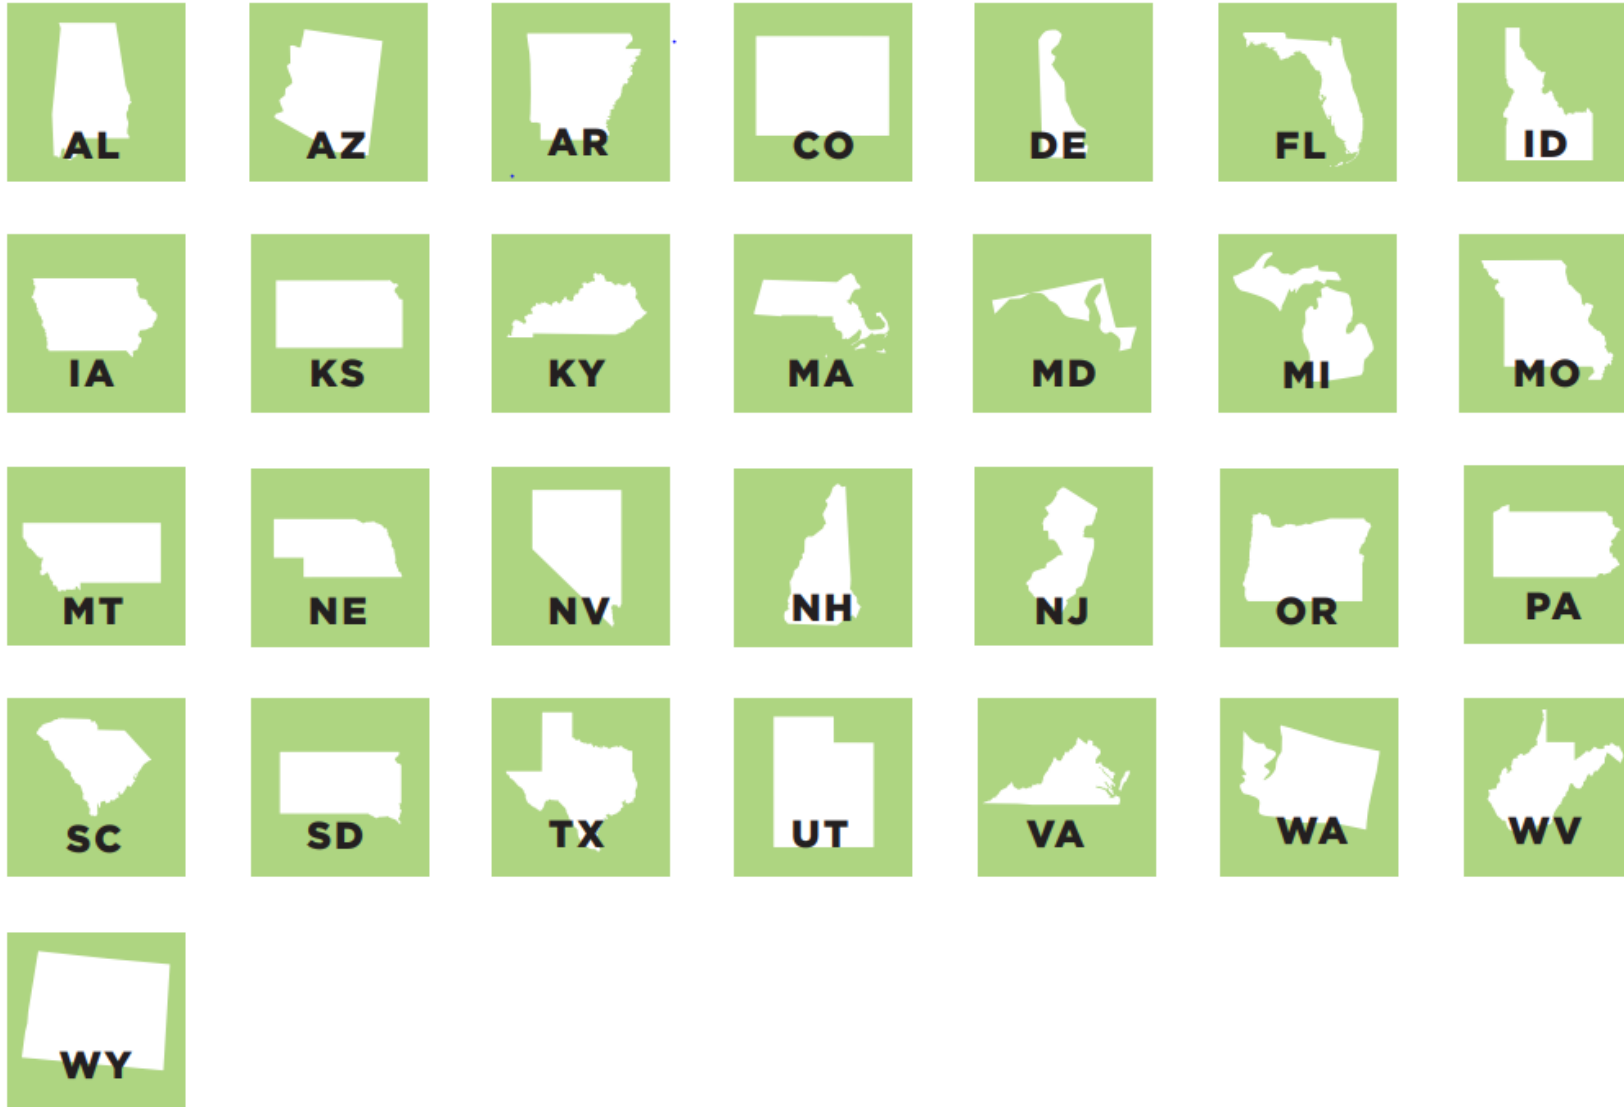 AL AZ AR CO DE FL ID
IA KS KY MA MD MI MO
MT NE NV NH NJ OR PA
SC SD TX UT VA WA WV
WY